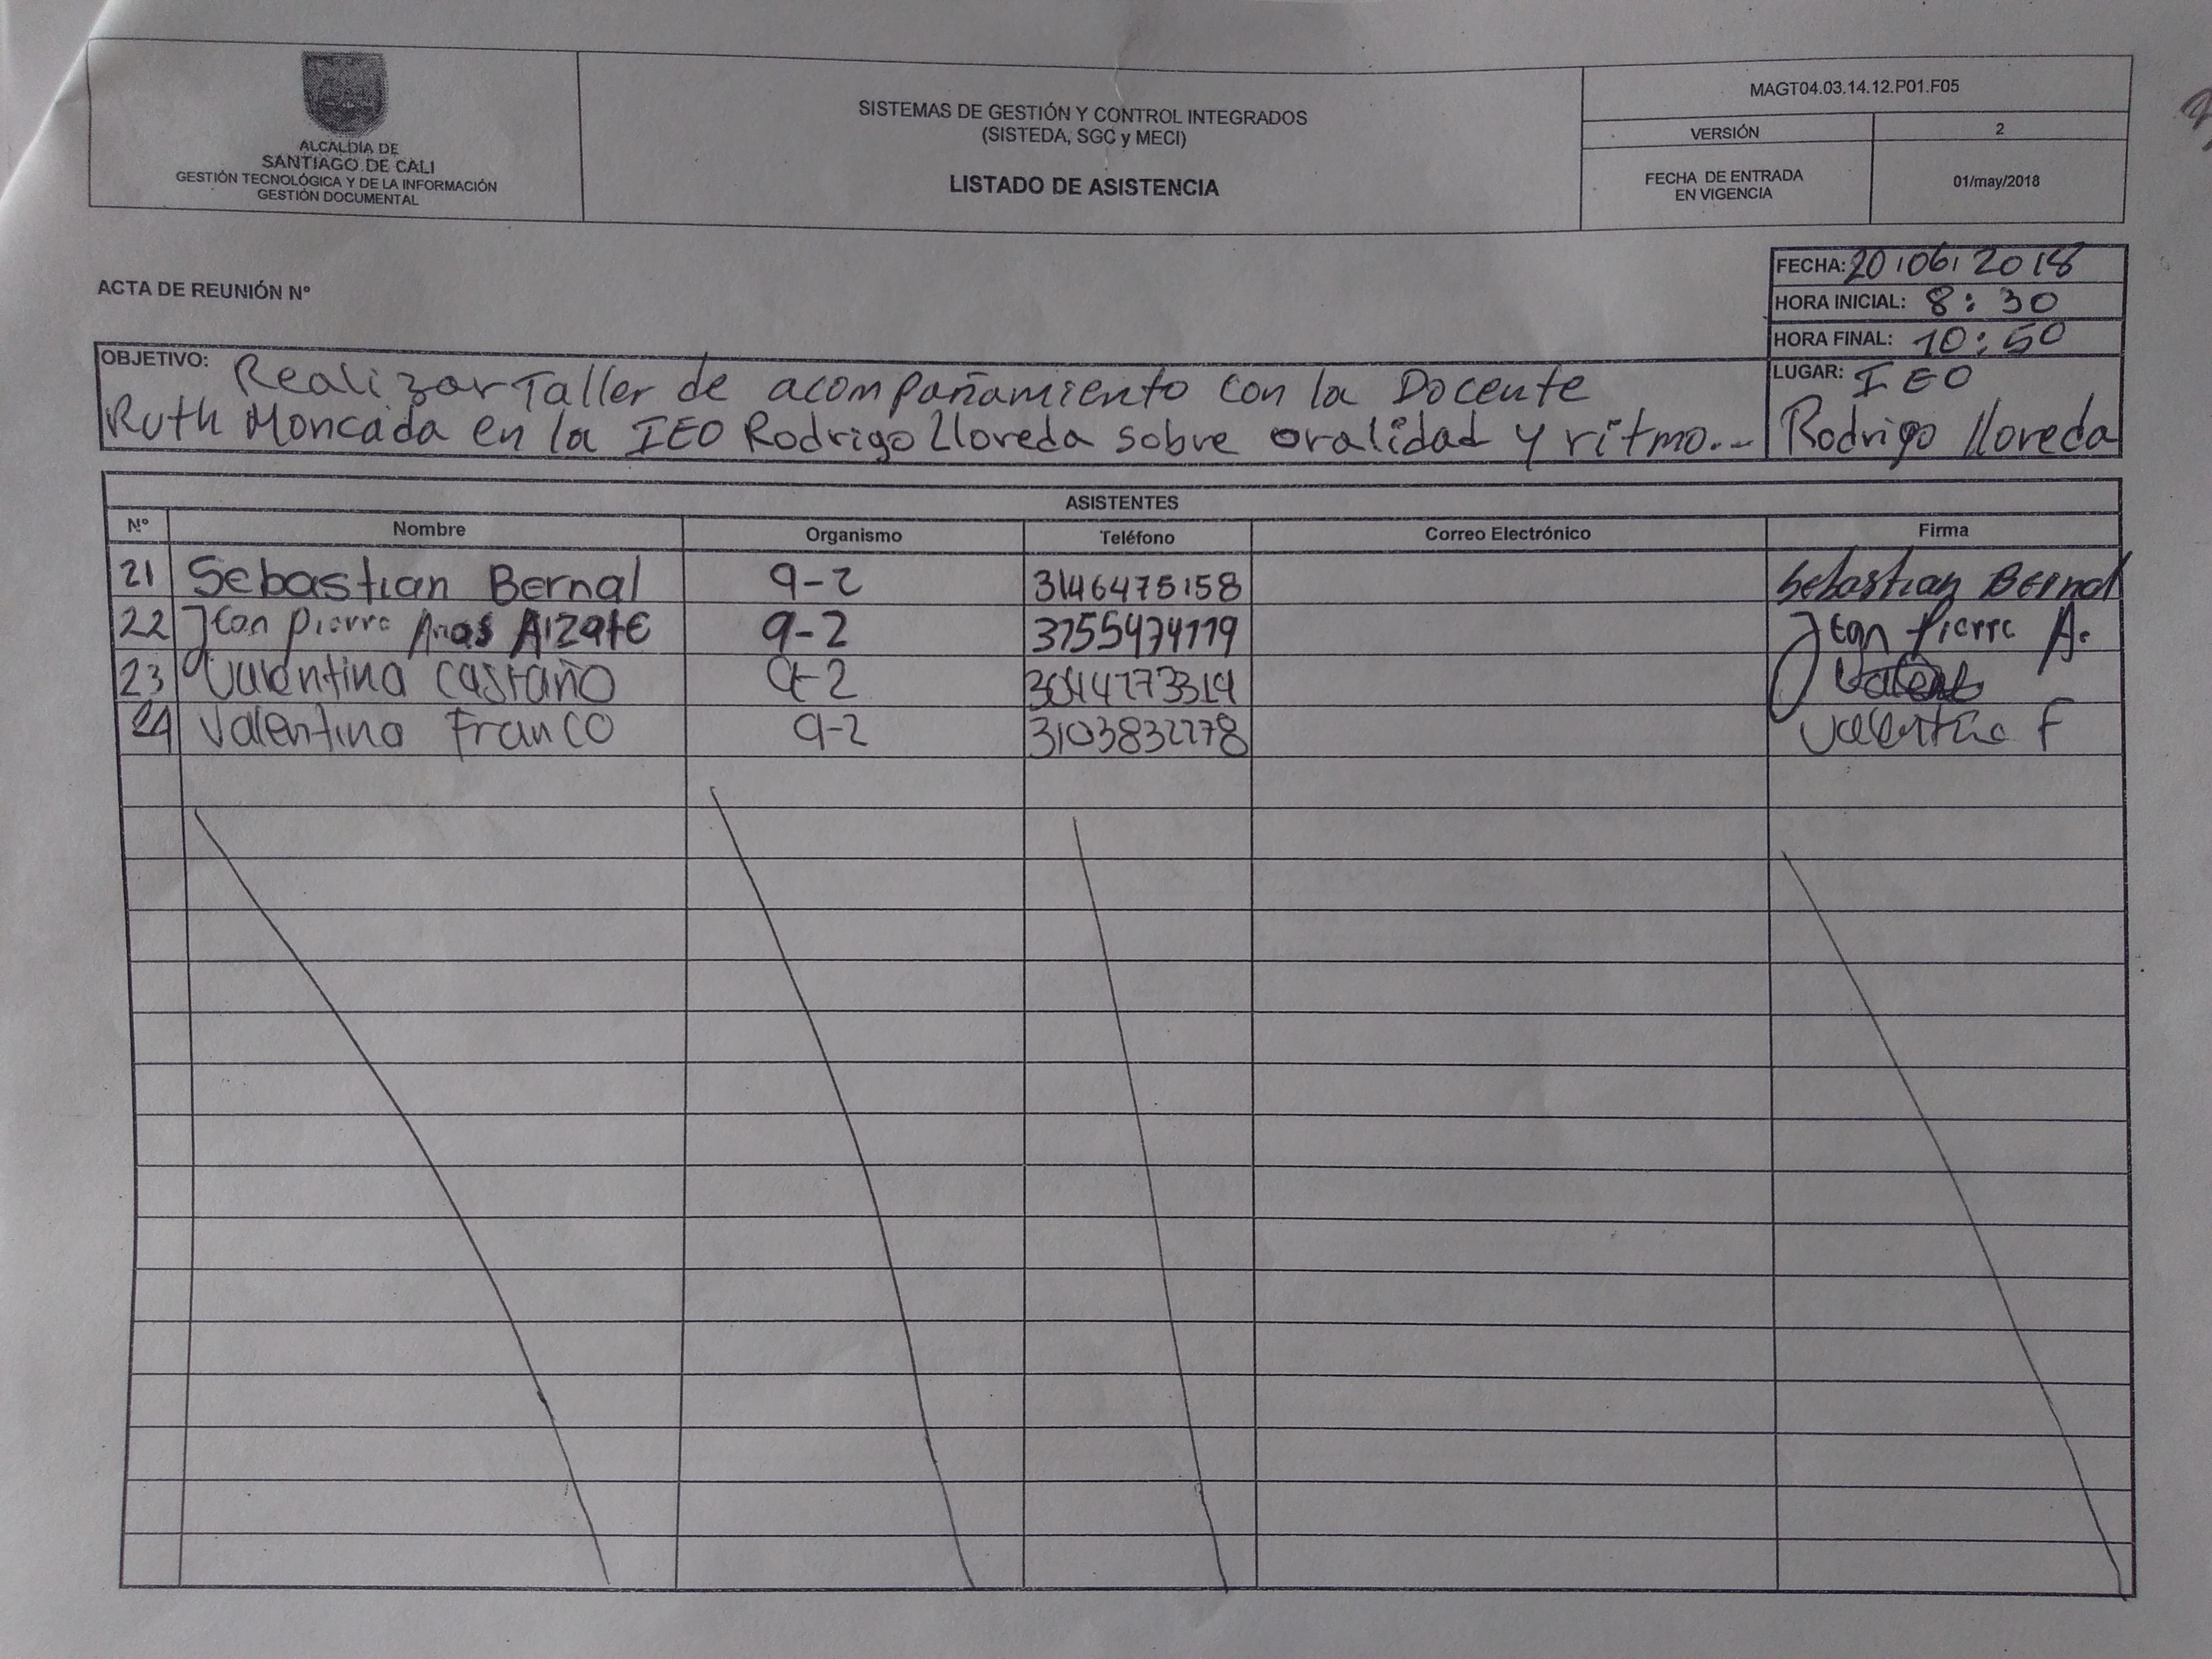 ALCALDÍA DE
SANTIAGO DE CALI
GESTIÓN TECNOLÓGICA Y DE LA INFORMACIÓN
GESTIÓN DOCUMENTAL
SISTEMAS DE GESTIÓN Y CONTROL INTEGRADOS
(SISTEDA, SGC y MECI)
LISTADO DE ASISTENCIA
MAGT04.03.14.12.P01.F05
VERSIÓN 2
FECHA DE ENTRADA
EN VIGENCIA
01/may/2018
ACTA DE REUNIÓN N°
FECHA: 20/06/2018
HORA INICIAL: 8:30
HORA FINAL: 10:50
LUGAR: IEO
Rodrigo Lloreda
OBJETIVO: Realizar Taller de acompañamiento con la Docente
Ruth Moncada en la IEO Rodrigo Lloreda sobre oralidad y ritmo...
ASISTENTES
N° Nombre Organismo Teléfono Correo Electrónico Firma
21 Sebastian Bernal 9-2 3146475158 Sebastian Bernal
22 Jean Pierre Alzate 9-2 Jean Pierre A.
23 Valentina Castaño 9-2
24 Valentina Franco 9-2 3103832278 Valentina F